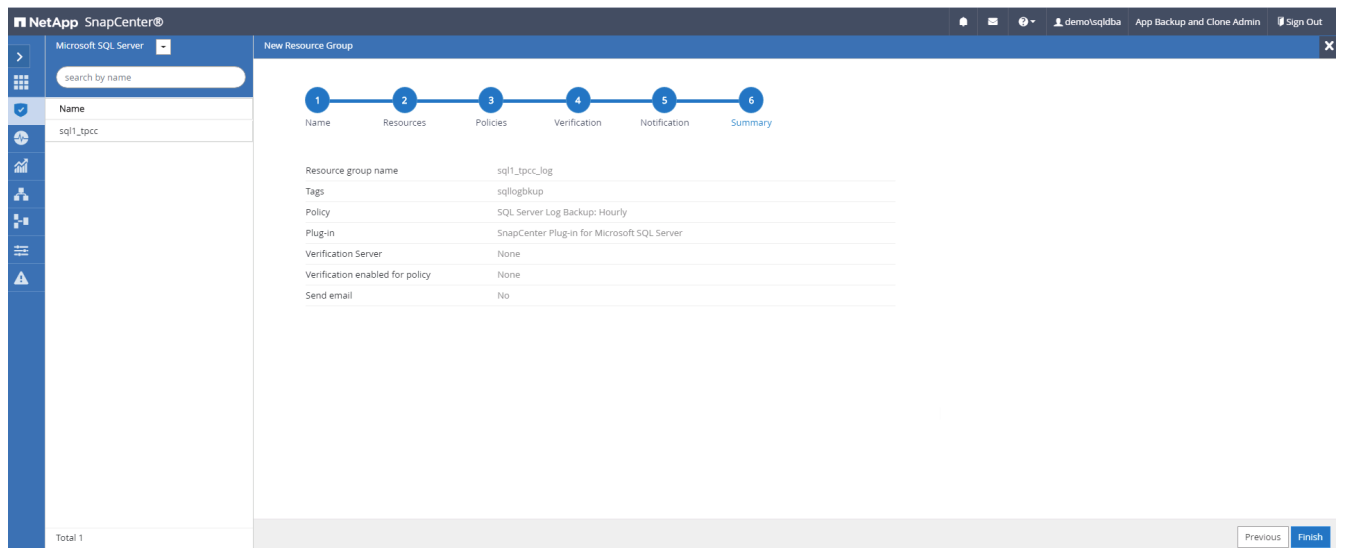 NetApp SnapCenter®
demo\sqldba App Backup and Clone Admin Sign Out
Microsoft SQL Server
New Resource Group
search by name
Name
sql1_tpcc
1 2 3 4 5 6
Name Resources Policies Verification Notification Summary
Resource group name sql1_tpcc_log
Tags sqllogbkup
Policy SQL Server Log Backup: Hourly
Plug-in SnapCenter Plug-in for Microsoft SQL Server
Verification Server None
Verification enabled for policy None
Send email No
Total 1
Previous Finish